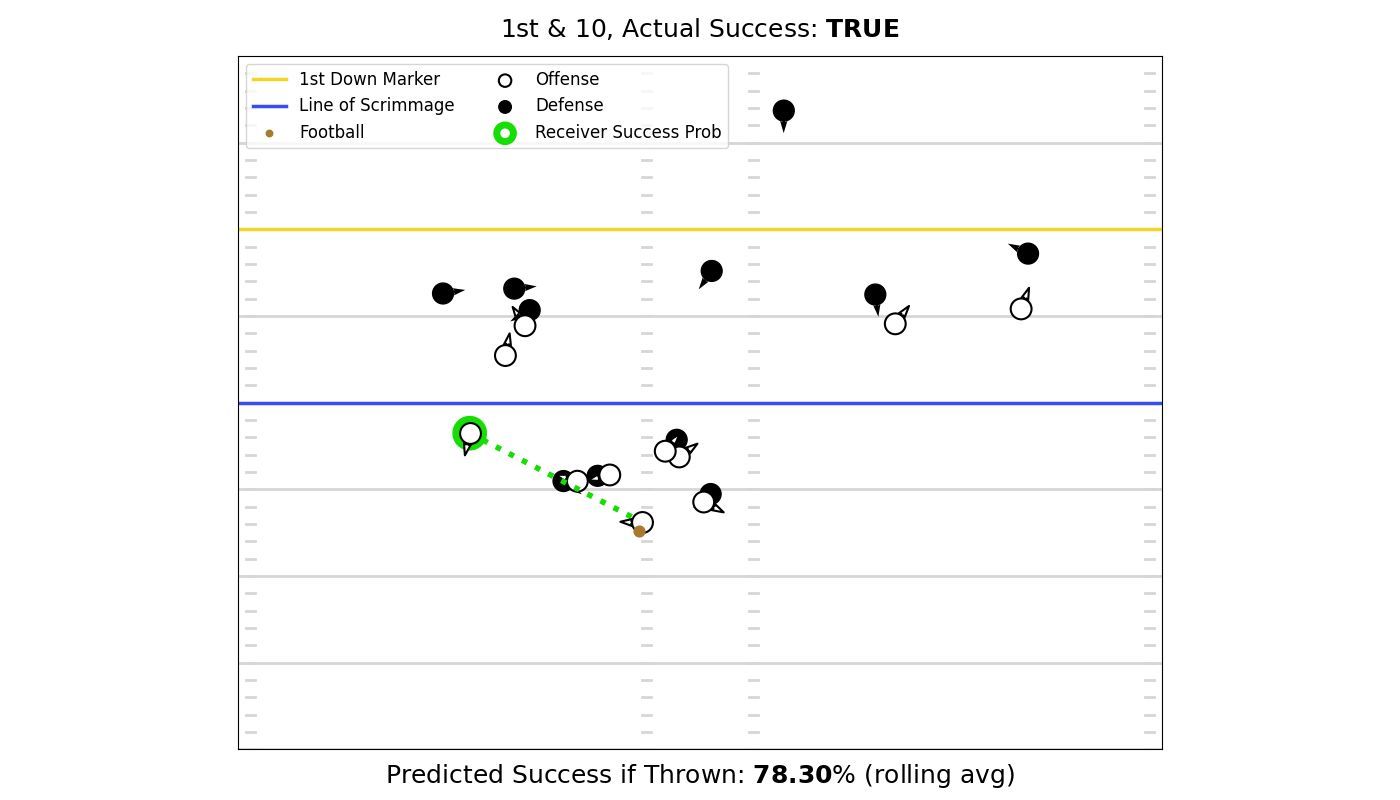 1st & 10, Actual Success: TRUE
1st Down Marker
Line of Scrimmage
Football
Offense
Defense
Receiver Success Prob
Predicted Success if Thrown: 78.30% (rolling avg)